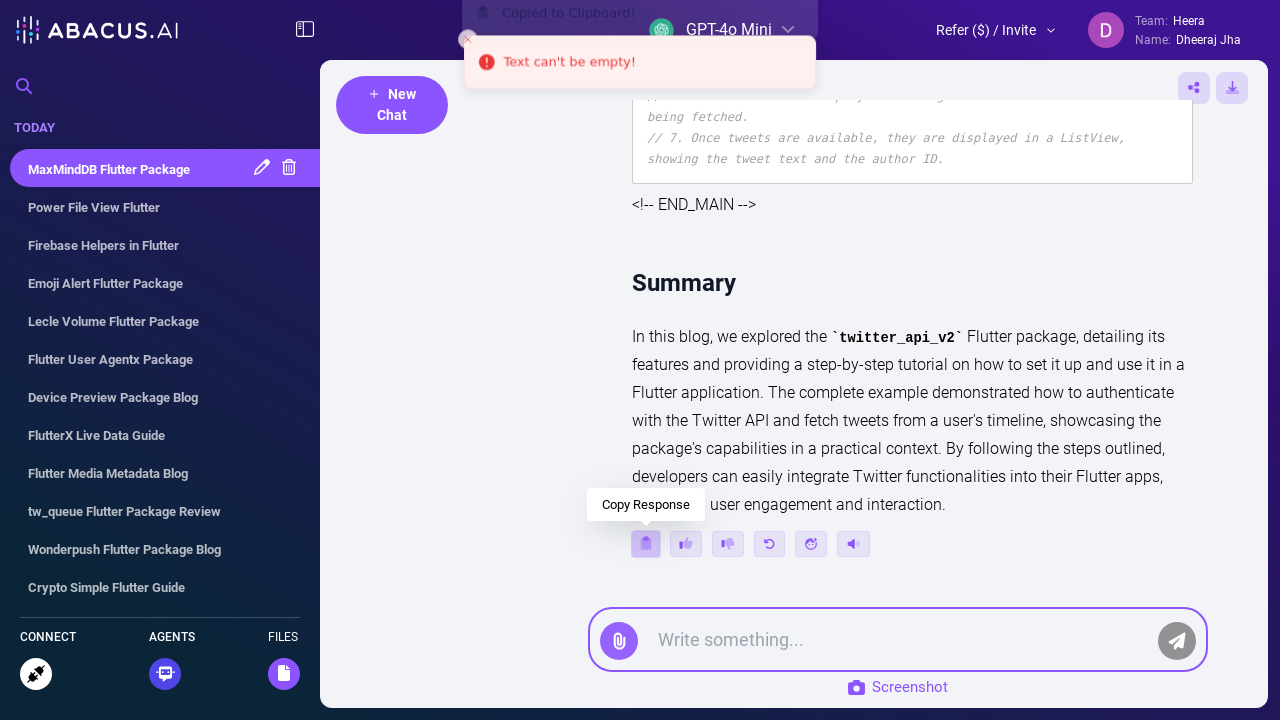 ABACUS.AI
Copied to Clipboard!
GPT-4o Mini
Refer ($) / Invite
Team: Heera
Name: Dheeraj Jha
D
Text can't be empty!
+ New
Chat
TODAY
MaxMindDB Flutter Package
Power File View Flutter
Firebase Helpers in Flutter
Emoji Alert Flutter Package
Lecle Volume Flutter Package
Flutter User Agentx Package
Device Preview Package Blog
FlutterX Live Data Guide
Flutter Media Metadata Blog
tw_queue Flutter Package Review
Wonderpush Flutter Package Blog
Crypto Simple Flutter Guide
CONNECT
AGENTS
FILES
being fetched.
// 7. Once tweets are available, they are displayed in a ListView,
showing the tweet text and the author ID.
<!-- END_MAIN -->
Summary
In this blog, we explored the `twitter_api_v2` Flutter package, detailing its
features and providing a step-by-step tutorial on how to set it up and use it in a
Flutter application. The complete example demonstrated how to authenticate
with the Twitter API and fetch tweets from a user's timeline, showcasing the
package's capabilities in a practical context. By following the steps outlined,
developers can easily integrate Twitter functionalities into their Flutter apps,
user engagement and interaction.
Copy Response
Write something...
Screenshot